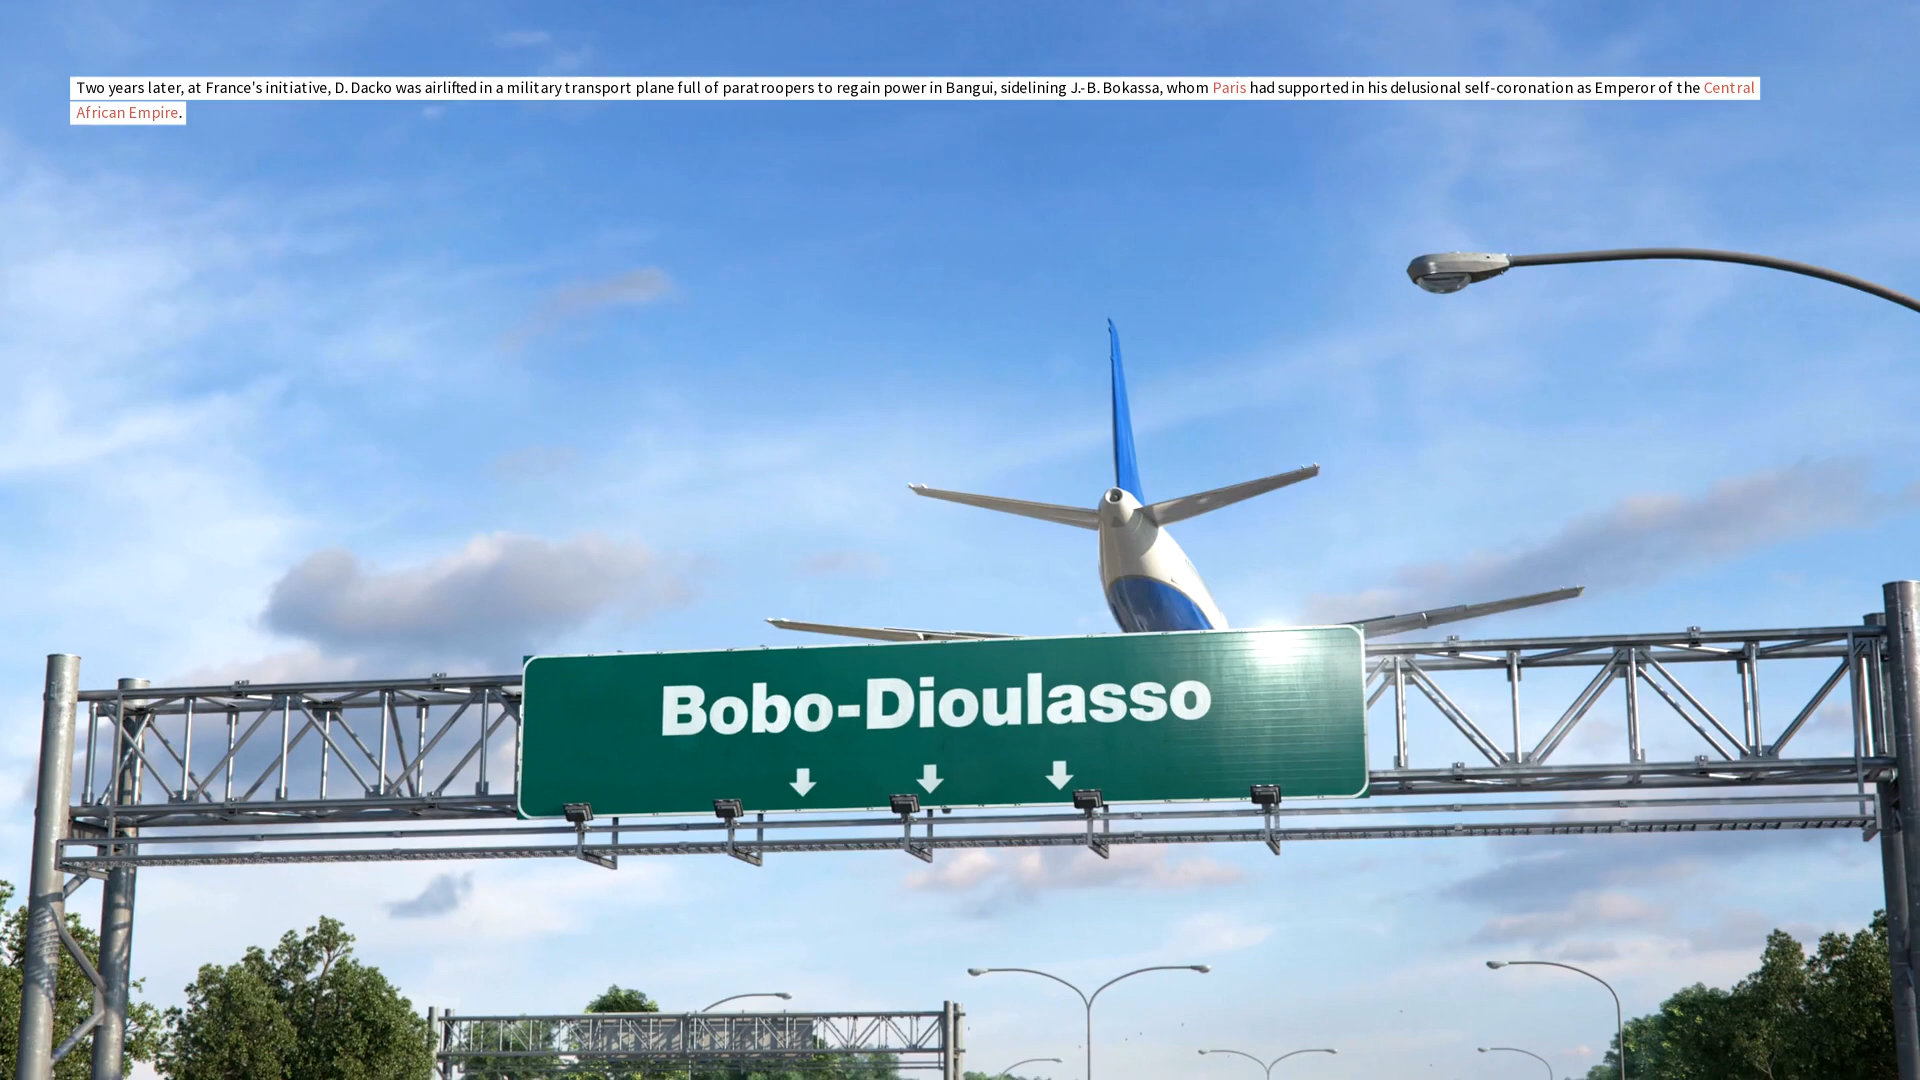 Two years later, at France's initiative, D. Dacko was airlifted in a military transport plane full of paratroopers to regain power in Bangui, sidelining J.-B. Bokassa, whom Paris had supported in his delusional self-coronation as Emperor of the Central
African Empire.
Bobo-Dioulasso